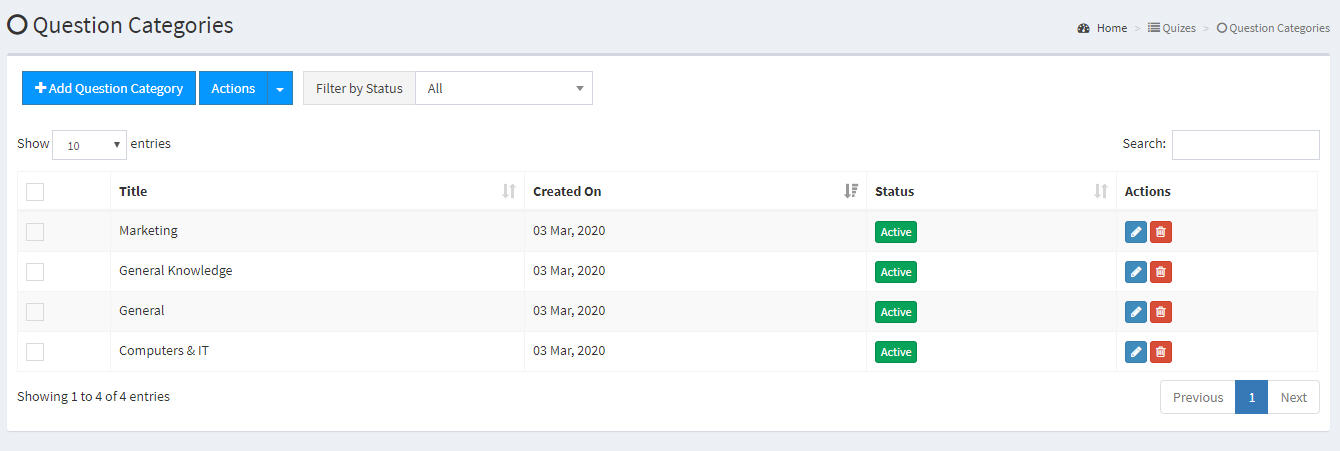 Question Categories
Home > Quizes > Question Categories
Add Question Category Actions Filter by Status All
Show 10 entries Search:
Title Created On Status Actions
Marketing 03 Mar, 2020 Active
General Knowledge 03 Mar, 2020 Active
General 03 Mar, 2020 Active
Computers & IT 03 Mar, 2020 Active
Showing 1 to 4 of 4 entries Previous 1 Next